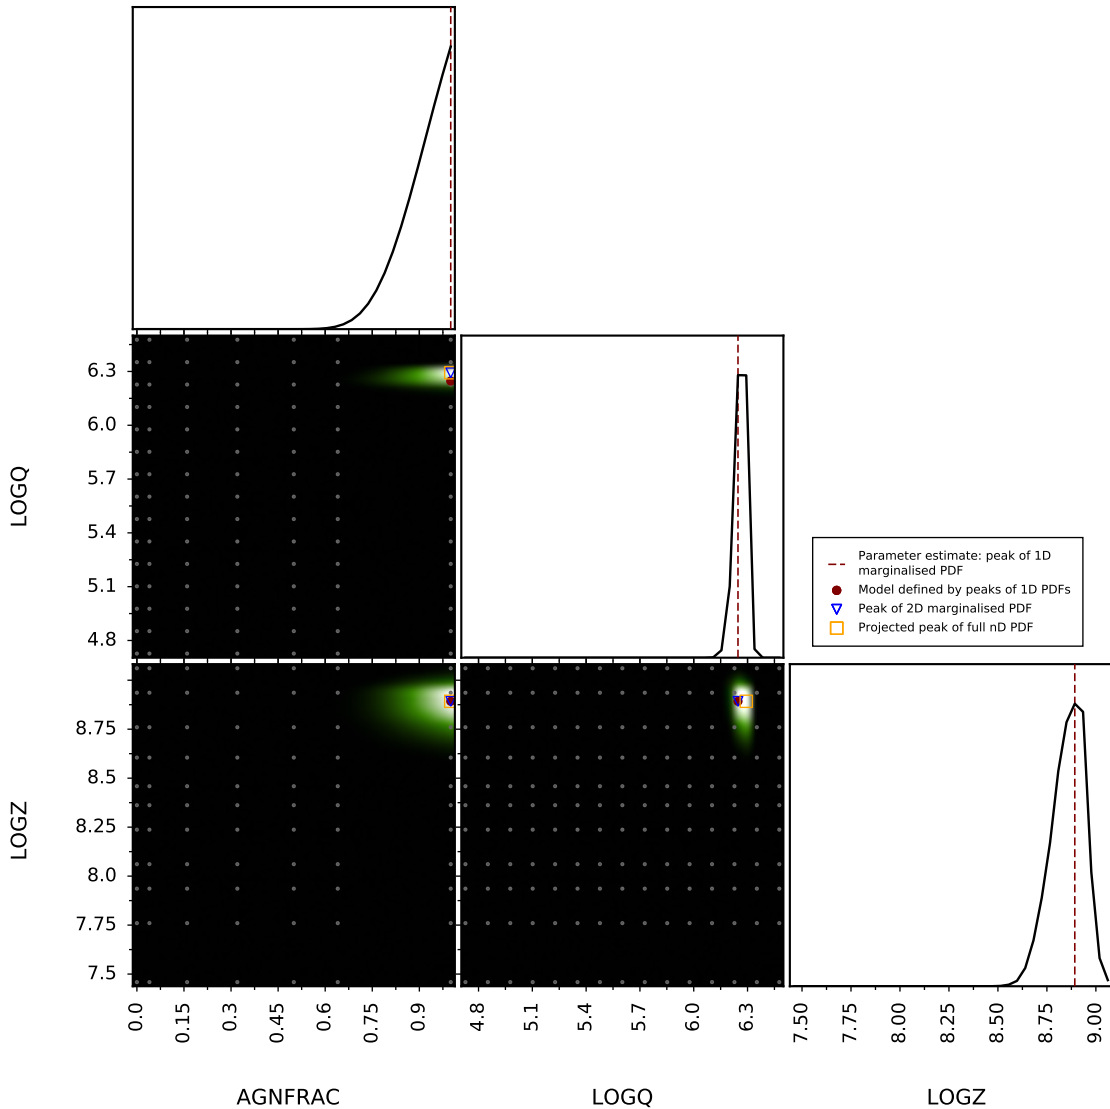 6.3
6.0
5.7
5.4
5.1
4.8
LOGQ
Parameter estimate: peak of 1D
marginalised PDF
Model defined by peaks of 1D PDFs
Peak of 2D marginalised PDF
Projected peak of full nD PDF
8.75
8.5
8.25
8.0
7.75
7.5
LOGZ
0.0 0.15 0.3 0.45 0.6 0.75 0.9
4.8 5.1 5.4 5.7 6.0 6.3
7.50 7.75 8.00 8.25 8.50 8.75 9.00
AGNFRAC LOGQ LOGZ